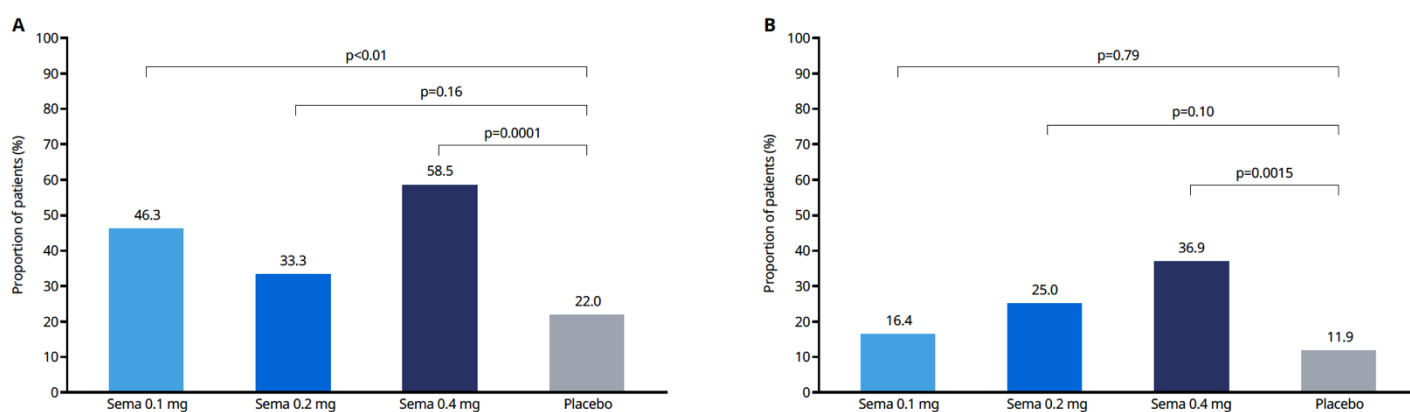 A
Proportion of patients (%)
100
90
80
70
60
50
40
30
20
10
0
p<0.01
p=0.16
p=0.0001
46.3
33.3
58.5
22.0
Sema 0.1 mg
Sema 0.2 mg
Sema 0.4 mg
Placebo
B
Proportion of patients (%)
100
90
80
70
60
50
40
30
20
10
0
p=0.79
p=0.10
p=0.0015
16.4
25.0
36.9
11.9
Sema 0.1 mg
Sema 0.2 mg
Sema 0.4 mg
Placebo